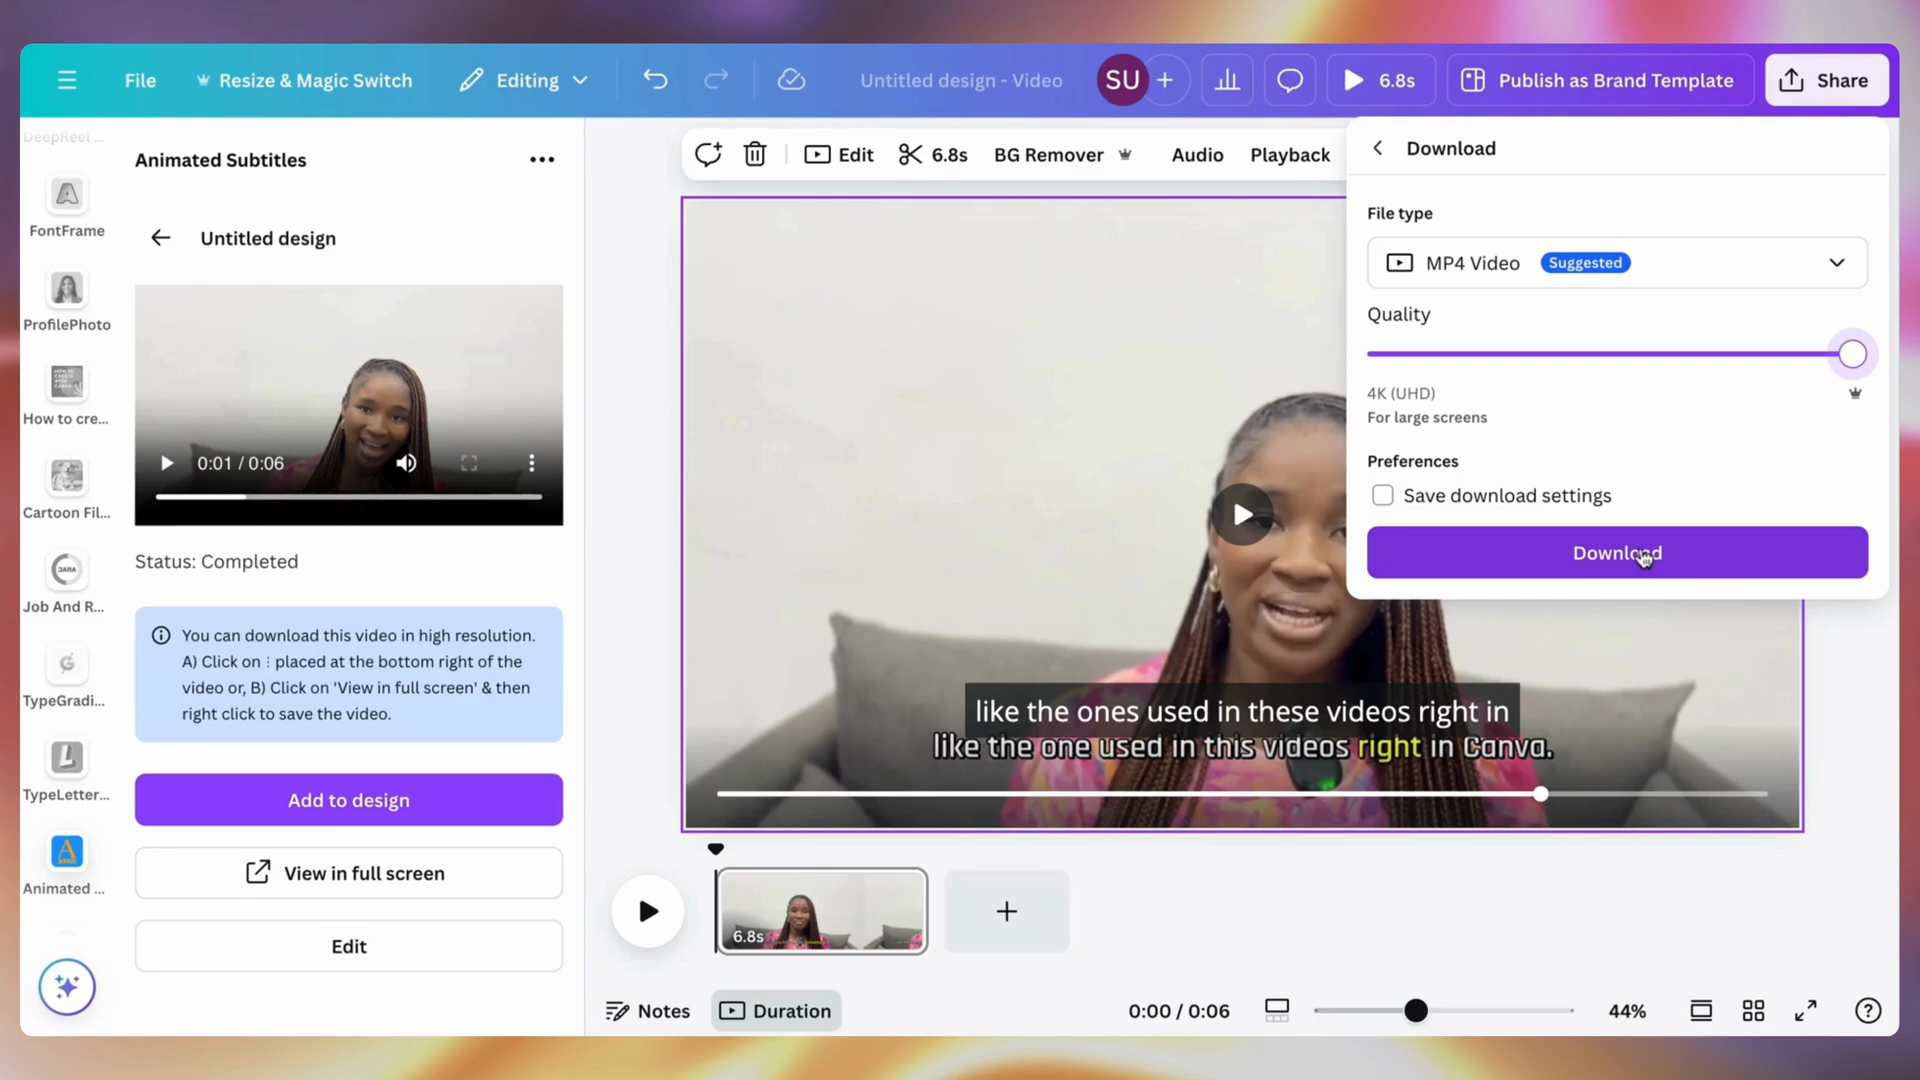 File
Resize & Magic Switch
Editing
Untitled design - Video
SU
6.8s
Publish as Brand Template
Share
DeepReel ...
FontFrame
ProfilePhoto
How to cre...
Cartoon Fil...
JARA
Job And R...
TypeGradi...
TypeLetter...
Animated ...
Animated Subtitles
Untitled design
0:01 / 0:06
Status: Completed
You can download this video in high resolution.
A) Click on ⋮ placed at the bottom right of the
video or, B) Click on 'View in full screen' & then
right click to save the video.
Add to design
View in full screen
Edit
Edit
6.8s
BG Remover
Audio
Playback
like the ones used in these videos right in
like the one used in this videos right in Canva.
Download
File type
MP4 Video
Suggested
Quality
4K (UHD)
For large screens
Preferences
Save download settings
Download
6.8s
Notes
Duration
0:00 / 0:06
44%